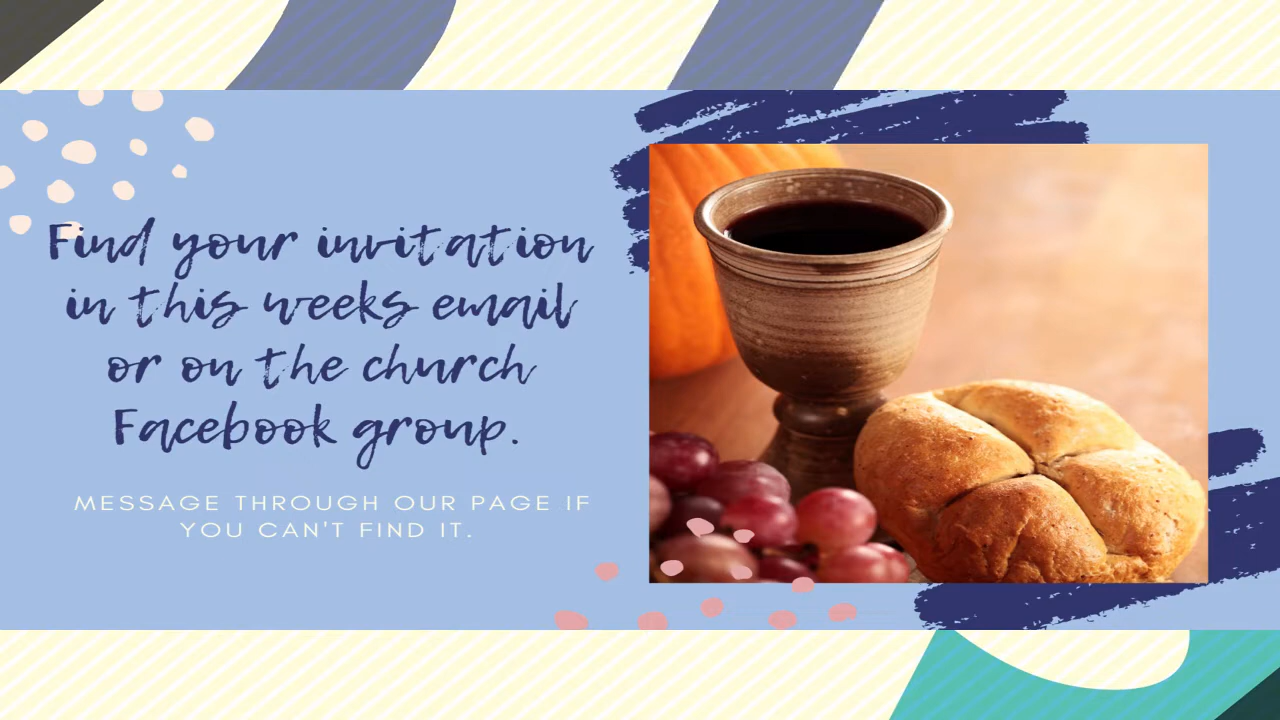 Find your invitation
in this weeks email
or on the church
Facebook group.
MESSAGE THROUGH OUR PAGE IF
YOU CAN'T FIND IT.